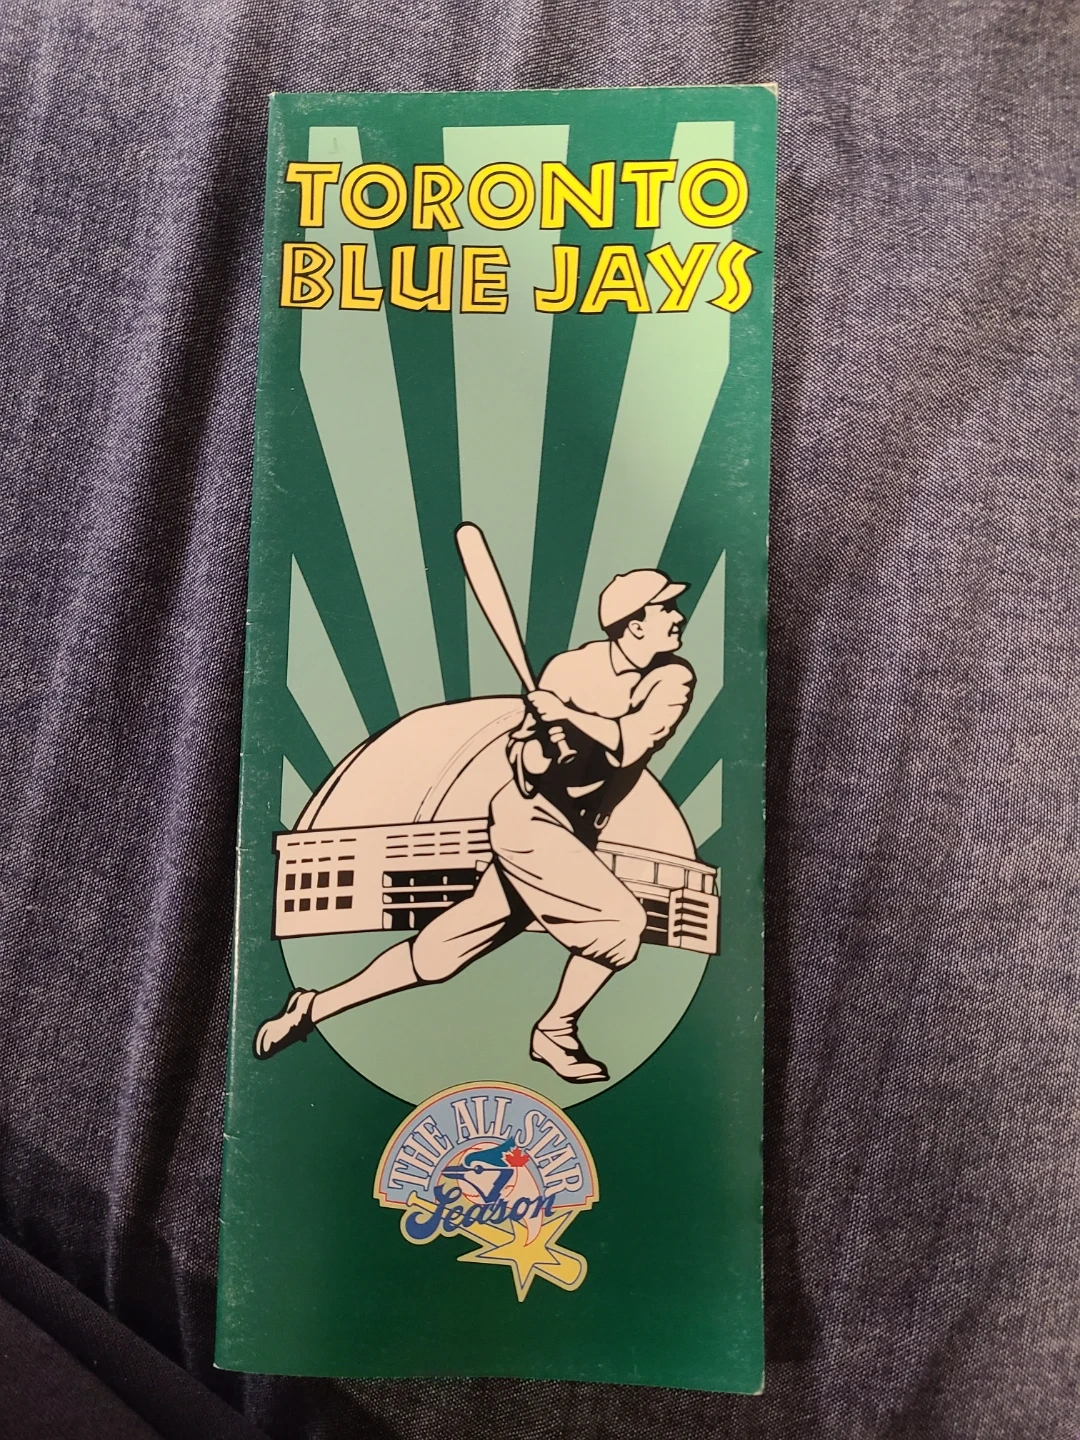 TORONTO
BLUE JAYS
THE ALL STAR
Season